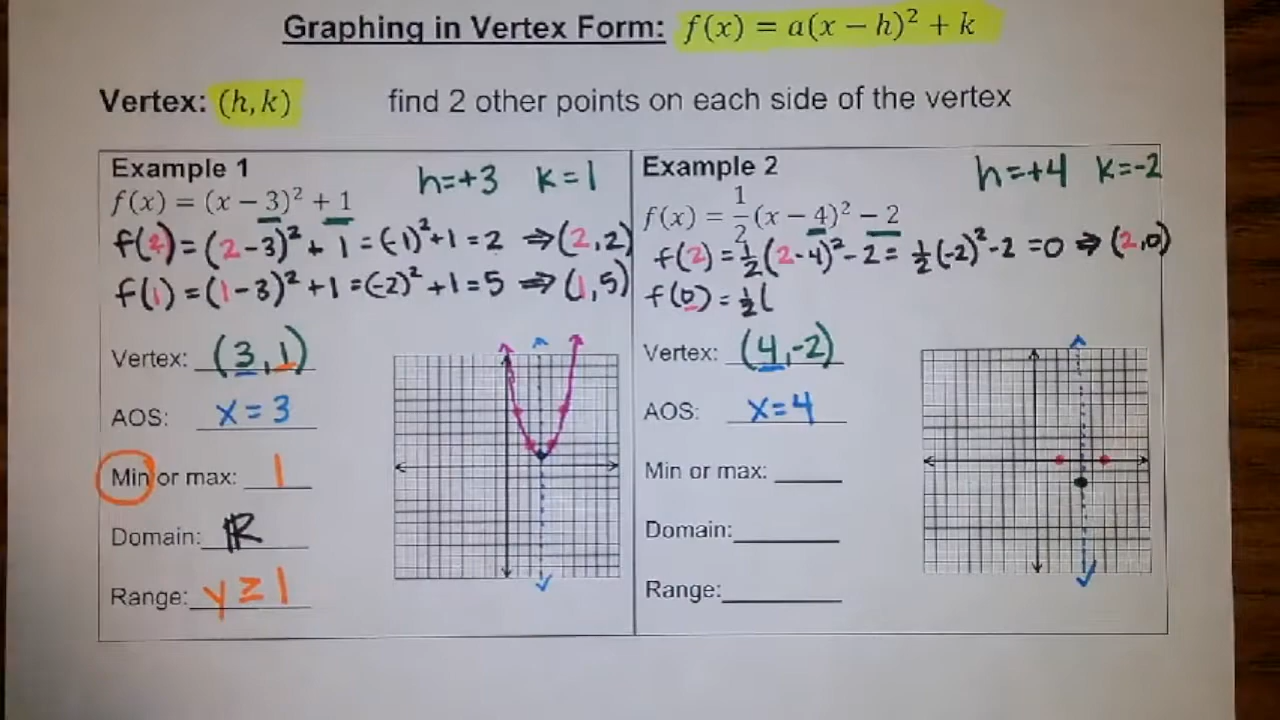 Graphing in Vertex Form: f(x) = a(x − h)² + k
Vertex: (h, k) find 2 other points on each side of the vertex
Example 1 h=+3 k=1
f(x) = (x − 3)² + 1
f(2) = (2-3)² + 1 = (-1)²+1 = 2 ⇒ (2,2)
f(1) = (1-3)² +1 = (-2)² +1 = 5 ⇒ (1,5)
Vertex: (3,1)
AOS: x=3
Min or max: 1
Domain: ℝ
Range: y ≥ 1
Example 2 h=+4 k=-2
f(x) = 1/2(x − 4)² − 2
f(2) = 1/2(2-4)² -2 = 1/2(-2)² -2 = 0 ⇒ (2,0)
f(0) = 1/2(
Vertex: (4,-2)
AOS: x=4
Min or max:
Domain:
Range: